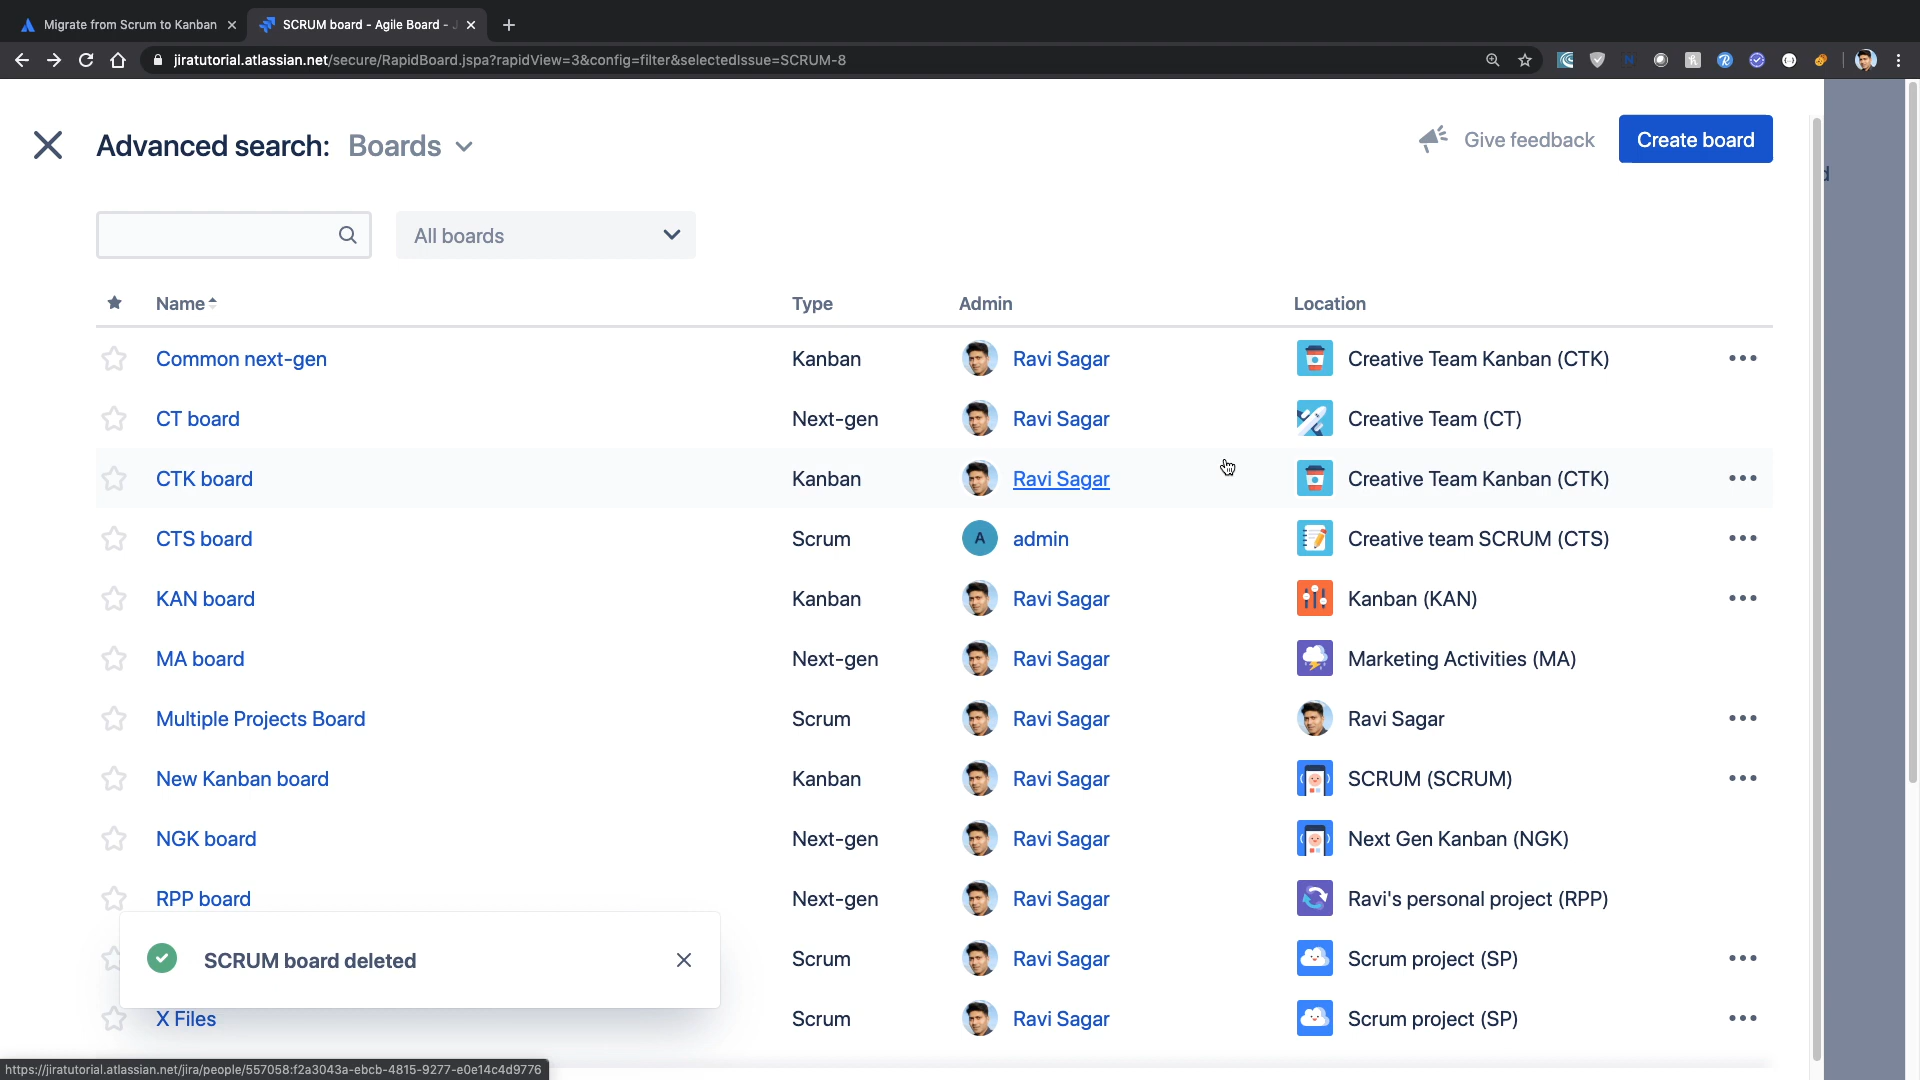 Migrate from Scrum to Kanban
SCRUM board - Agile Board - J
jiratutorial.atlassian.net/secure/RapidBoard.jspa?rapidView=3&config=filter&selectedIssue=SCRUM-8
Advanced search: Boards
Give feedback
Create board
All boards
Name Type Admin Location
Common next-gen Kanban Ravi Sagar Creative Team Kanban (CTK)
CT board Next-gen Ravi Sagar Creative Team (CT)
CTK board Kanban Ravi Sagar Creative Team Kanban (CTK)
CTS board Scrum A admin Creative team SCRUM (CTS)
KAN board Kanban Ravi Sagar Kanban (KAN)
MA board Next-gen Ravi Sagar Marketing Activities (MA)
Multiple Projects Board Scrum Ravi Sagar Ravi Sagar
New Kanban board Kanban Ravi Sagar SCRUM (SCRUM)
NGK board Next-gen Ravi Sagar Next Gen Kanban (NGK)
RPP board Next-gen Ravi Sagar Ravi's personal project (RPP)
SCRUM board deleted
Scrum Ravi Sagar Scrum project (SP)
X Files Scrum Ravi Sagar Scrum project (SP)
https://jiratutorial.atlassian.net/jira/people/557058:f2a3043a-ebcb-4815-9277-e0e14c4d9776